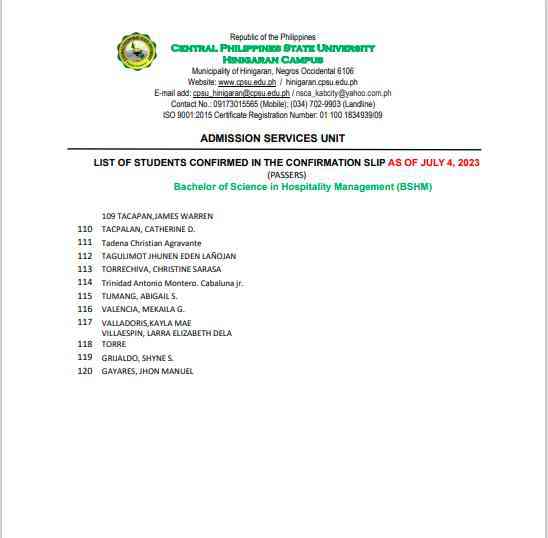 Republic of the Philippines
CENTRAL PHILIPPINES STATE UNIVERSITY
HINIGARAN CAMPUS
Municipality of Hinigaran, Negros Occidental 6106
Website: www.cpsu.edu.ph / hinigaran.cpsu.edu.ph
E-mail add: cpsu_hinigaran@cpsu.edu.ph / nsca_kabcity@yahoo.com.ph
Contact No.: 09173015565 (Mobile): (034) 702-9903 (Landline)
ISO 9001:2015 Certificate Registration Number: 01 100 1834939/09
ADMISSION SERVICES UNIT
LIST OF STUDENTS CONFIRMED IN THE CONFIRMATION SLIP AS OF JULY 4, 2023
(PASSERS)
Bachelor of Science in Hospitality Management (BSHM)
109 TACAPAN,JAMES WARREN
110 TACPALAN, CATHERINE D.
111 Tadena Christian Agravante
112 TAGULIMOT JHUNEN EDEN LAÑOJAN
113 TORRECHIVA, CHRISTINE SARASA
114 Trinidad Antonio Montero. Cabaluna jr.
115 TUMANG, ABIGAIL S.
116 VALENCIA, MEKAILA G.
117 VALLADORIS,KAYLA MAE
VILLAESPIN, LARRA ELIZABETH DELA
118 TORRE
119 GRIJALDO, SHYNE S.
120 GAYARES, JHON MANUEL